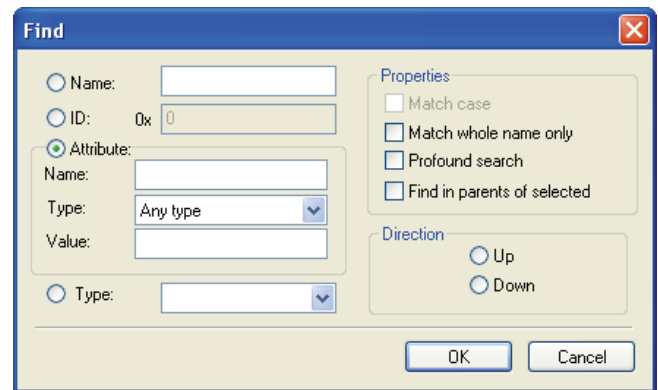 Find
Name:
ID: 0x 0
Attribute:
Name:
Type: Any type
Value:
Type:
Properties
Match case
Match whole name only
Profound search
Find in parents of selected
Direction
Up
Down
OK Cancel